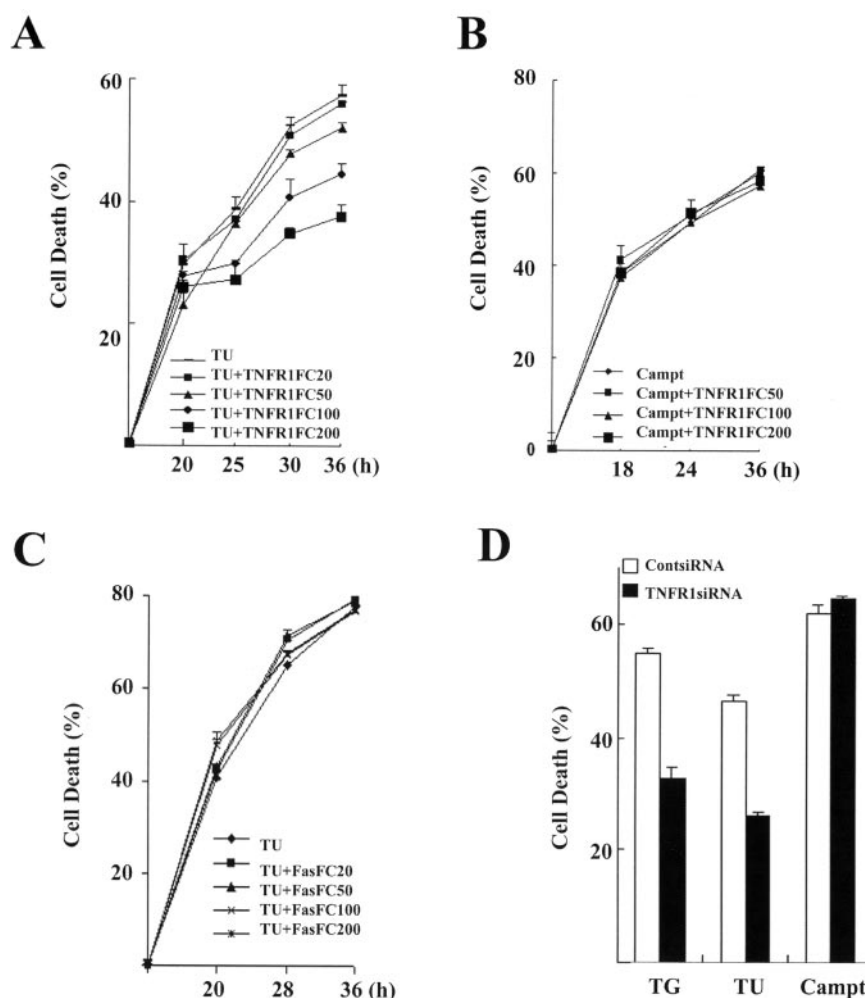 A
Cell Death (%)
60
40
20
TU
TU+TNFR1FC20
TU+TNFR1FC50
TU+TNFR1FC100
TU+TNFR1FC200
20 25 30 36 (h)
B
Cell Death (%)
80
60
40
20
0
Campt
Campt+TNFR1FC50
Campt+TNFR1FC100
Campt+TNFR1FC200
18 24 36 (h)
C
Cell Death (%)
80
60
40
20
TU
TU+FasFC20
TU+FasFC50
TU+FasFC100
TU+FasFC200
20 28 36 (h)
D
ContsiRNA
TNFR1siRNA
Cell Death (%)
60
40
20
TG TU Campt